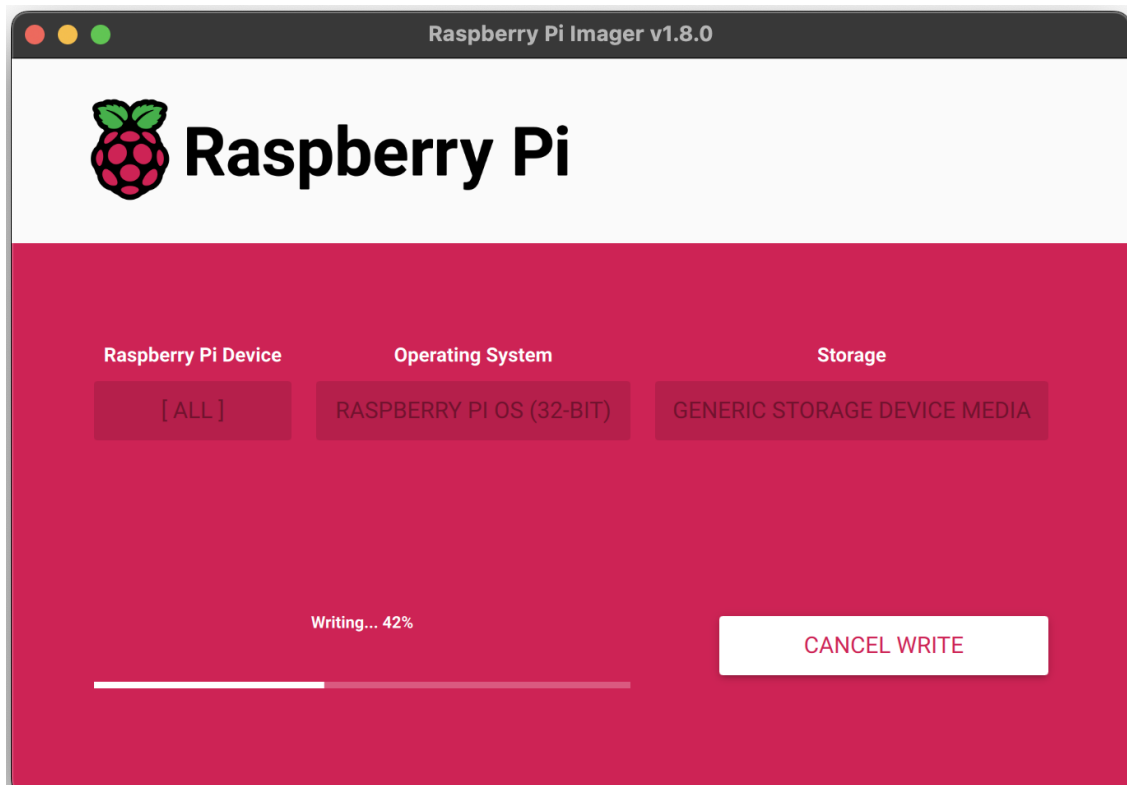 Raspberry Pi Imager v1.8.0
Raspberry Pi
Raspberry Pi Device
Operating System
Storage
[ ALL ]
RASPBERRY PI OS (32-BIT)
GENERIC STORAGE DEVICE MEDIA
Writing... 42%
CANCEL WRITE